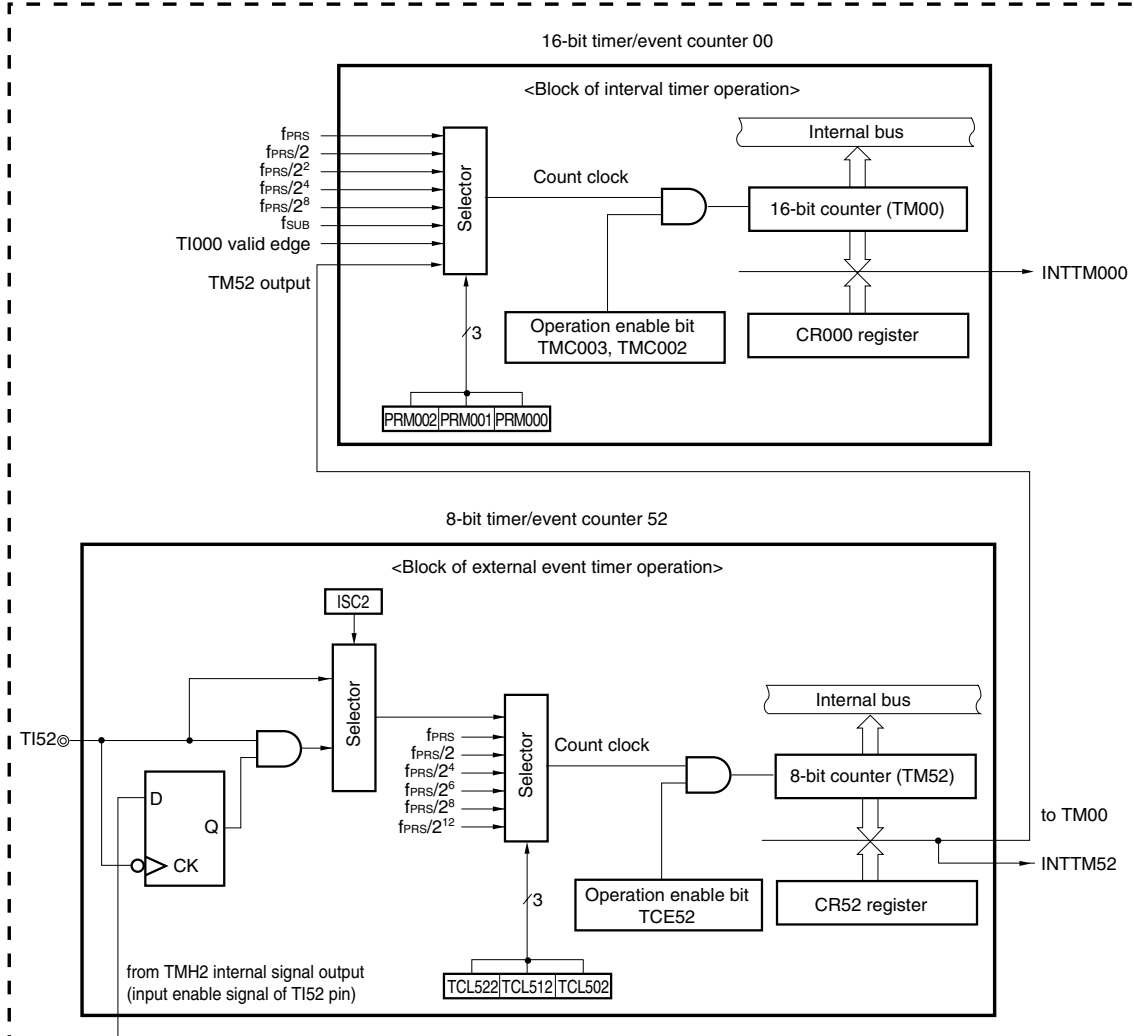 16-bit timer/event counter 00
<Block of interval timer operation>
fPRS
fPRS/2
fPRS/2²
fPRS/2⁴
fPRS/2⁸
fSUB
TI000 valid edge
TM52 output
Selector
Count clock
Internal bus
16-bit counter (TM00)
INTTM000
CR000 register
Operation enable bit
TMC003, TMC002
3
PRM002 PRM001 PRM000
8-bit timer/event counter 52
<Block of external event timer operation>
ISC2
Selector
TI52
D
Q
CK
fPRS
fPRS/2
fPRS/2⁴
fPRS/2⁶
fPRS/2⁸
fPRS/2¹²
Selector
Count clock
Internal bus
8-bit counter (TM52)
to TM00
INTTM52
CR52 register
Operation enable bit
TCE52
3
TCL522 TCL512 TCL502
from TMH2 internal signal output
(input enable signal of TI52 pin)